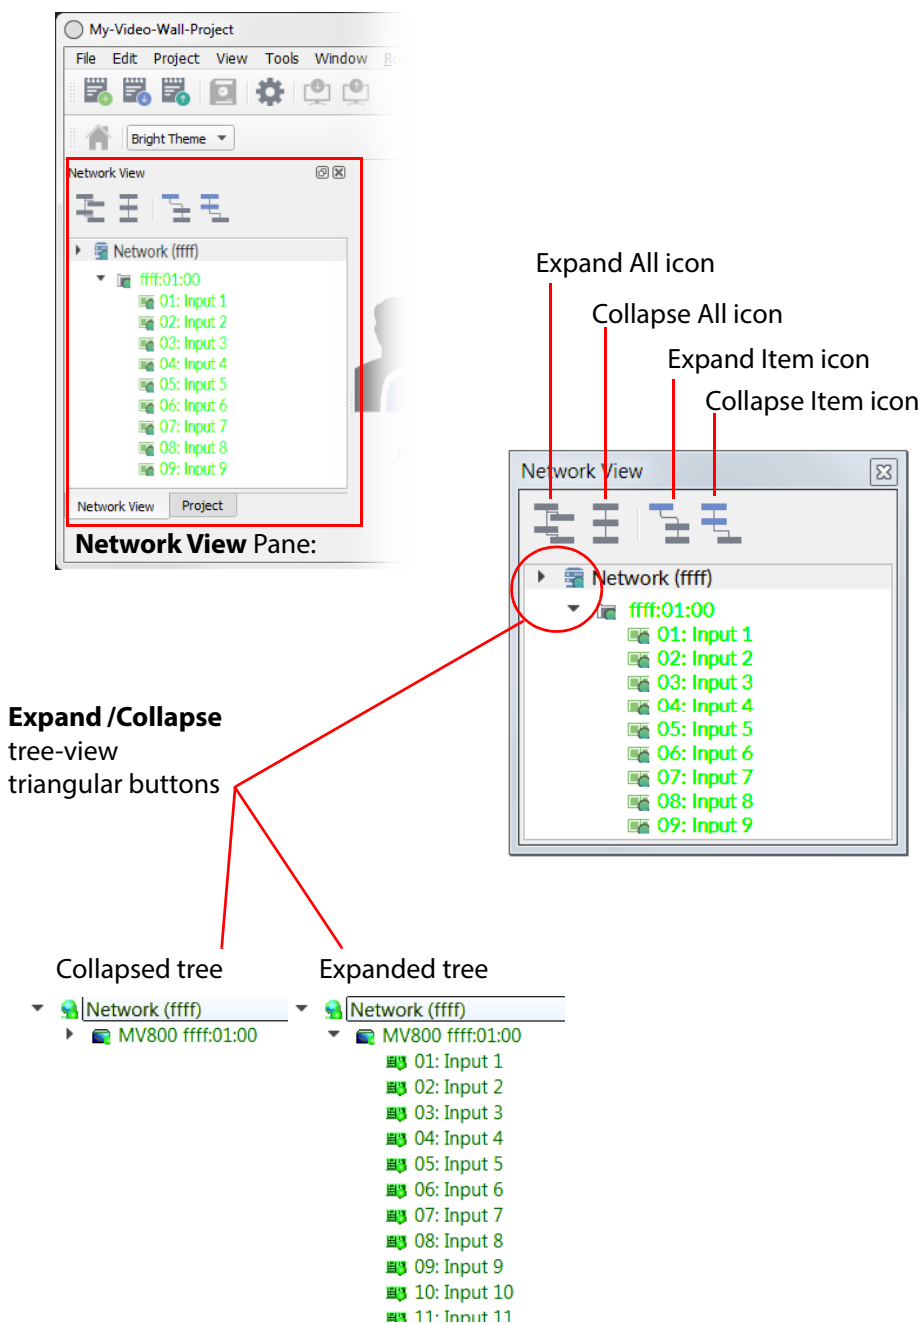 My-Video-Wall-Project
File Edit Project View Tools Window
Bright Theme
Network View
Network (ffff)
ffff:01:00
01: Input 1
02: Input 2
03: Input 3
04: Input 4
05: Input 5
06: Input 6
07: Input 7
08: Input 8
09: Input 9
Network View Project
Network View Pane:
Expand All icon
Collapse All icon
Expand Item icon
Collapse Item icon
Network View
Network (ffff)
ffff:01:00
01: Input 1
02: Input 2
03: Input 3
04: Input 4
05: Input 5
06: Input 6
07: Input 7
08: Input 8
09: Input 9
Expand /Collapse
tree-view
triangular buttons
Collapsed tree
Network (ffff)
MV800 ffff:01:00
Expanded tree
Network (ffff)
MV800 ffff:01:00
01: Input 1
02: Input 2
03: Input 3
04: Input 4
05: Input 5
06: Input 6
07: Input 7
08: Input 8
09: Input 9
10: Input 10
11: Input 11